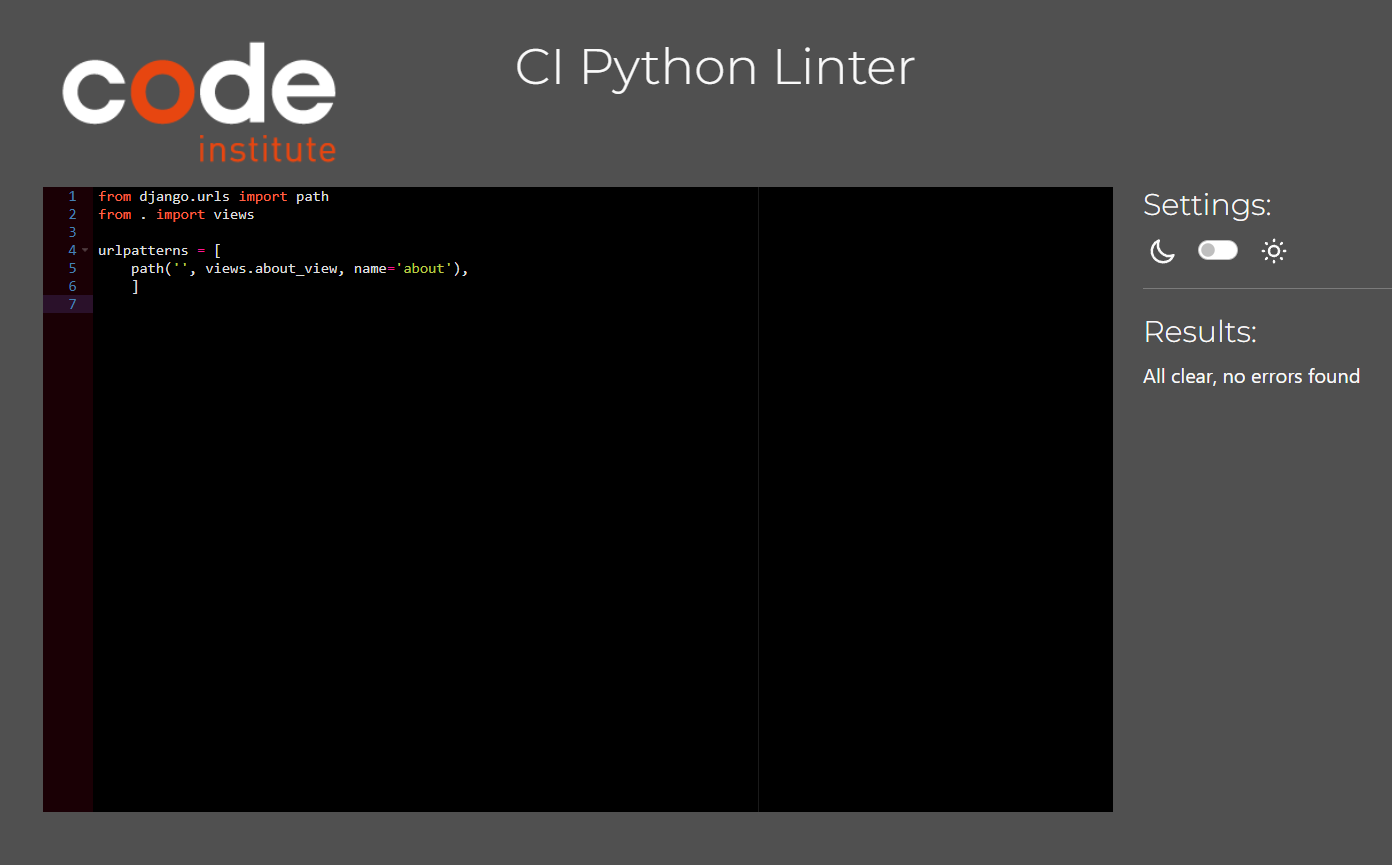 code
institute
CI Python Linter
1 from django.urls import path
2 from . import views
3
4 urlpatterns = [
5     path('', views.about_view, name='about'),
6     ]
7
Settings:
Results:
All clear, no errors found